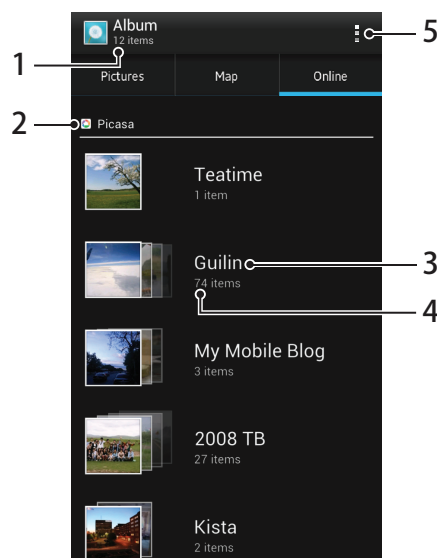 Album
12 items
5
1
Pictures Map Online
2
Picasa
Teatime
1 item
Guilin
3
74 items
4
My Mobile Blog
3 items
2008 TB
27 items
Kista
2 items